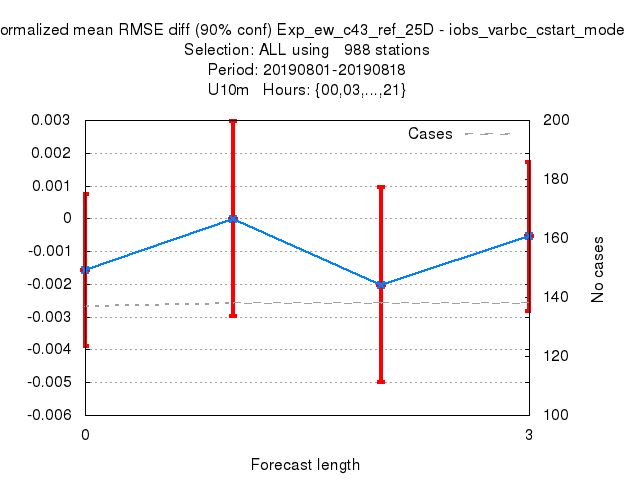 ormalized mean RMSE diff (90% conf) Exp_ew_c43_ref_25D - iobs_varbc_cstart_mode
Selection: ALL using 988 stations
Period: 20190801-20190818
U10m Hours: {00,03,...,21}
0.003
0.002
0.001
0
-0.001
-0.002
-0.003
-0.004
-0.005
-0.006
Cases
200
180
160
140
120
100
No cases
0
3
Forecast length